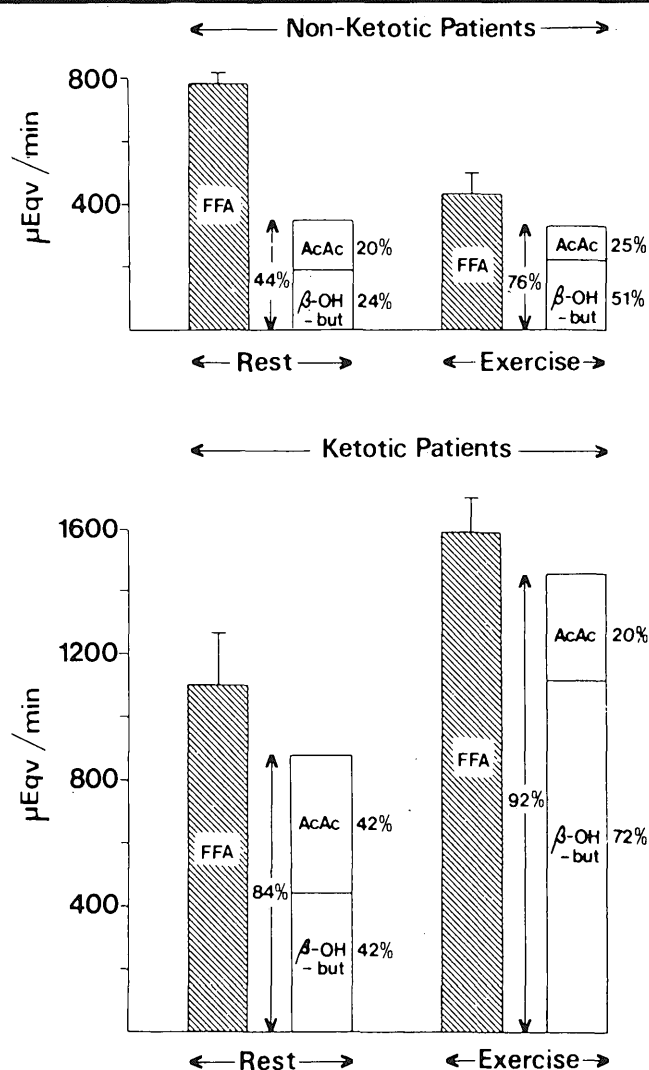 Non-Ketotic Patients
μEqv /min
800
400
FFA
44%
AcAc 20%
β-OH
-but 24%
FFA
76%
AcAc 25%
β-OH
-but 51%
Rest
Exercise
Ketotic Patients
μEqv /min
1600
1200
800
400
FFA
84%
AcAc 42%
β-OH
-but 42%
FFA
92%
AcAc 20%
β-OH
-but 72%
Rest
Exercise